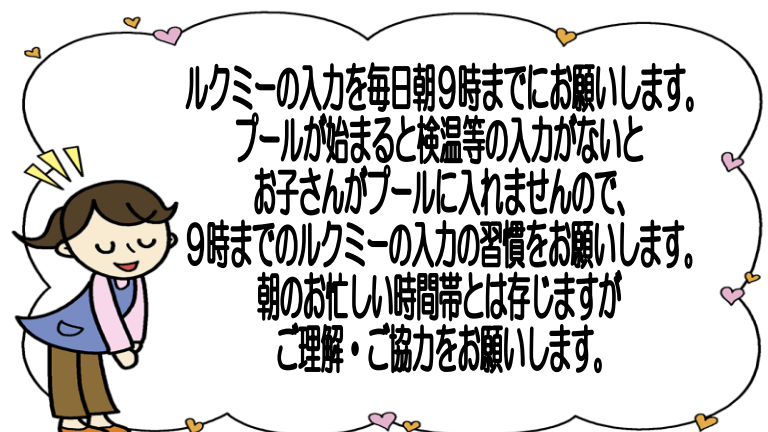 ルクミーの入力を毎日朝９時までにお願いします。
プールが始まると検温等の入力がないと
お子さんがプールに入れませんので、
９時までのルクミーの入力の習慣をお願いします。
朝のお忙しい時間帯とは存じますが
ご理解・ご協力をお願いします。